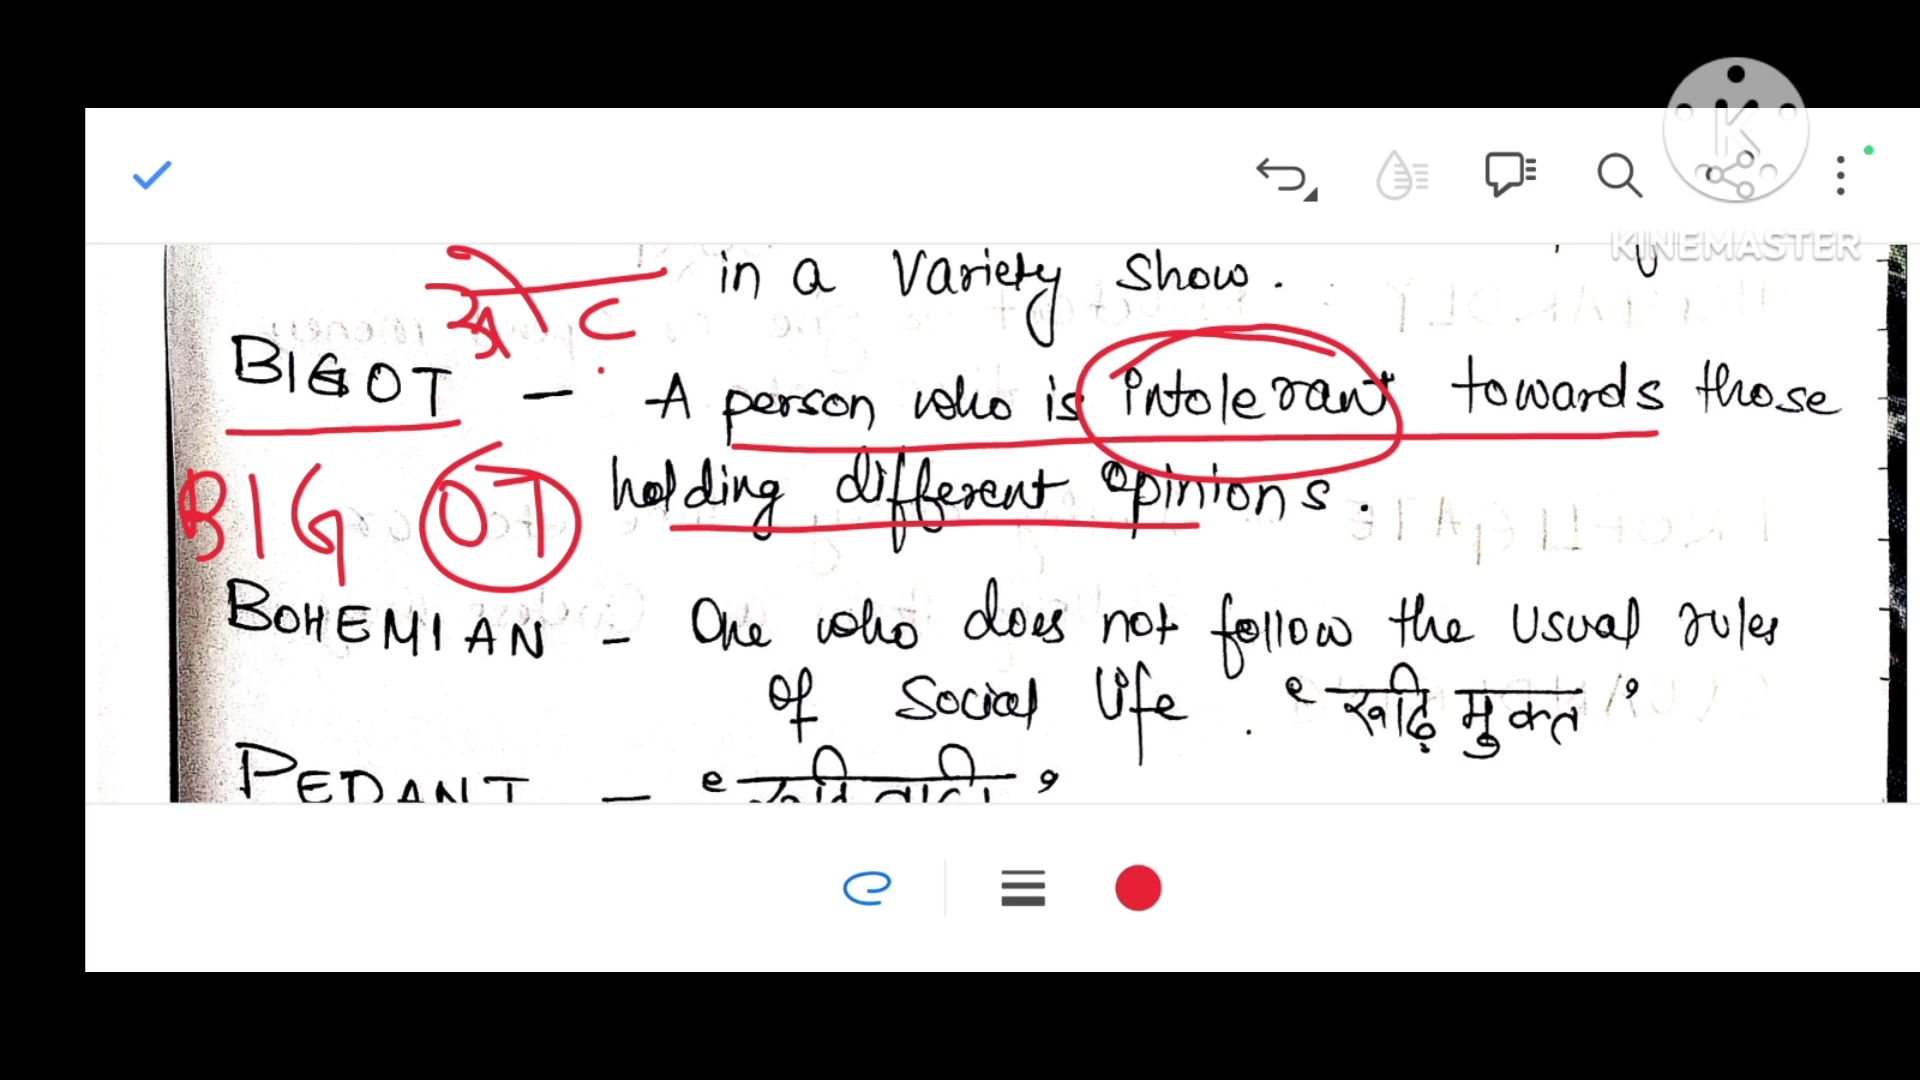 KINEMASTER
in a Variety Show.
BIGOT - A person who is intolerant towards those
BIG OT holding different opinions.
BOHEMIAN - One who does not follow the usual rules
of Social life. ‘रूढ़ि मुक्त’
PEDANT - ‘रूढ़िवादी’